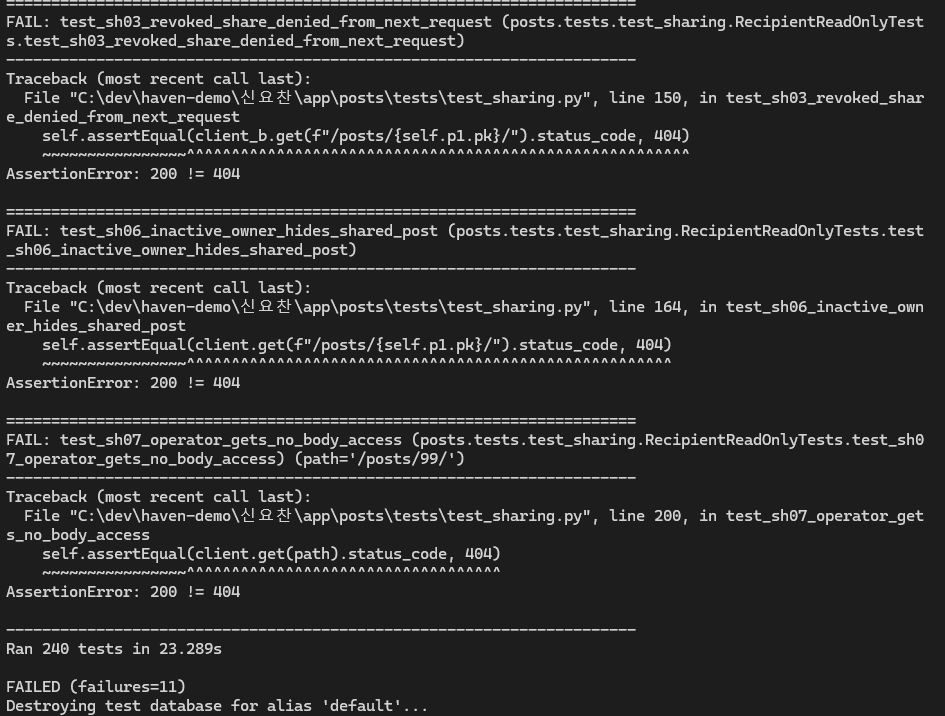 ======================================================================
FAIL: test_sh03_revoked_share_denied_from_next_request (posts.tests.test_sharing.RecipientReadOnlyTest
s.test_sh03_revoked_share_denied_from_next_request)
----------------------------------------------------------------------
Traceback (most recent call last):
  File "C:\dev\haven-demo\신요찬\app\posts\tests\test_sharing.py", line 150, in test_sh03_revoked_shar
e_denied_from_next_request
    self.assertEqual(client_b.get(f"/posts/{self.p1.pk}/").status_code, 404)
    ~~~~~~~~~~~~~~~~^^^^^^^^^^^^^^^^^^^^^^^^^^^^^^^^^^^^^^^^^^^^^^^^^^^^^^^^
AssertionError: 200 != 404

======================================================================
FAIL: test_sh06_inactive_owner_hides_shared_post (posts.tests.test_sharing.RecipientReadOnlyTests.test
_sh06_inactive_owner_hides_shared_post)
----------------------------------------------------------------------
Traceback (most recent call last):
  File "C:\dev\haven-demo\신요찬\app\posts\tests\test_sharing.py", line 164, in test_sh06_inactive_own
er_hides_shared_post
    self.assertEqual(client.get(f"/posts/{self.p1.pk}/").status_code, 404)
    ~~~~~~~~~~~~~~~~^^^^^^^^^^^^^^^^^^^^^^^^^^^^^^^^^^^^^^^^^^^^^^^^^^^^^^
AssertionError: 200 != 404

======================================================================
FAIL: test_sh07_operator_gets_no_body_access (posts.tests.test_sharing.RecipientReadOnlyTests.test_sh0
7_operator_gets_no_body_access) (path='/posts/99/')
----------------------------------------------------------------------
Traceback (most recent call last):
  File "C:\dev\haven-demo\신요찬\app\posts\tests\test_sharing.py", line 200, in test_sh07_operator_get
s_no_body_access
    self.assertEqual(client.get(path).status_code, 404)
    ~~~~~~~~~~~~~~~~^^^^^^^^^^^^^^^^^^^^^^^^^^^^^^^^^^^
AssertionError: 200 != 404

----------------------------------------------------------------------
Ran 240 tests in 23.289s

FAILED (failures=11)
Destroying test database for alias 'default'...